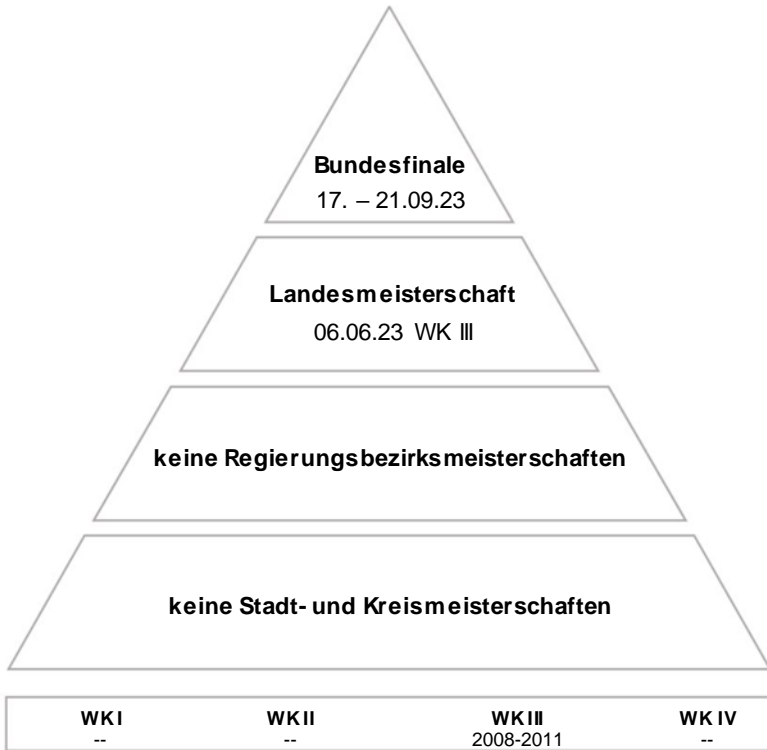 Bundesfinale
17. – 21.09.23
Landesmeisterschaft
06.06.23 WK III
keine Regierungsbezirksmeisterschaften
keine Stadt- und Kreismeisterschaften
WK I WK II WK III WK IV
-- -- 2008-2011 --